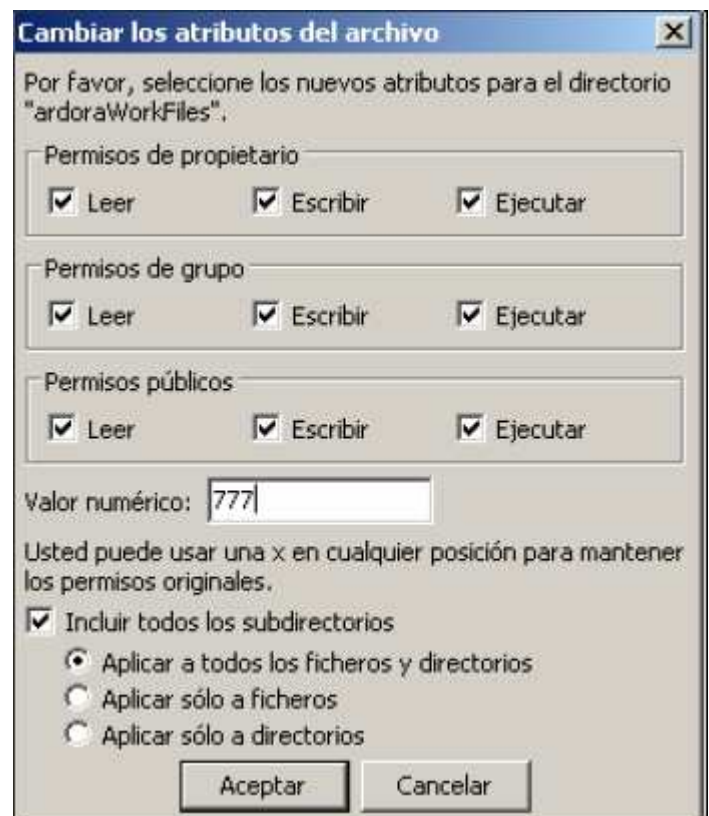 Cambiar los atributos del archivo
Por favor, seleccione los nuevos atributos para el directorio
"ardoraWorkFiles".
Permisos de propietario
Leer Escribir Ejecutar
Permisos de grupo
Leer Escribir Ejecutar
Permisos públicos
Leer Escribir Ejecutar
Valor numérico: 777
Usted puede usar una x en cualquier posición para mantener
los permisos originales.
Incluir todos los subdirectorios
Aplicar a todos los ficheros y directorios
Aplicar sólo a ficheros
Aplicar sólo a directorios
Aceptar Cancelar